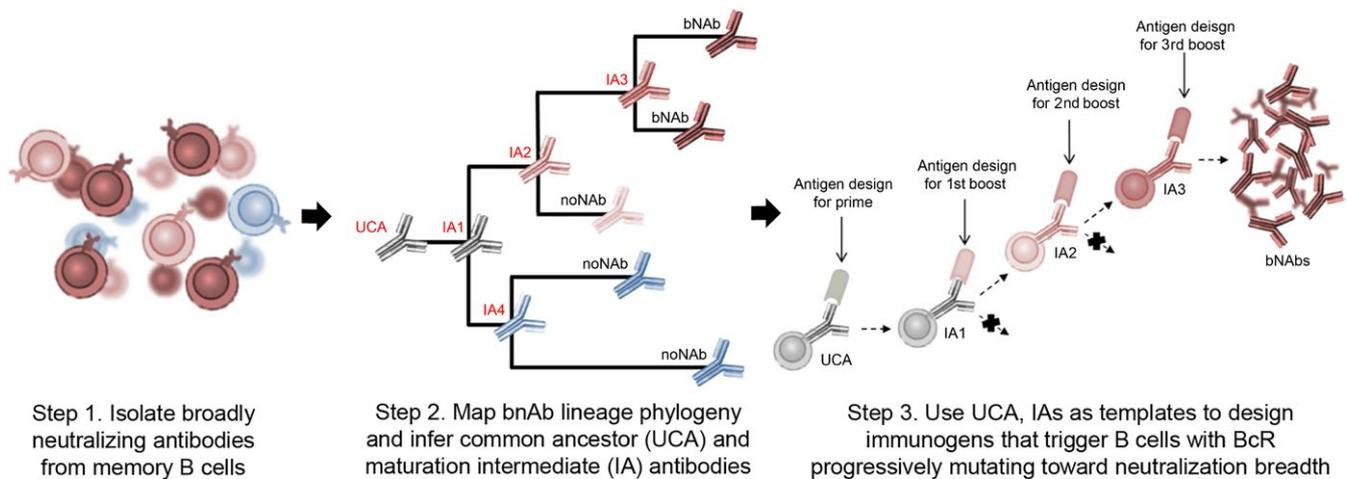 bNAb
IA3
bNAb
IA2
noNAb
UCA
IA1
noNAb
IA4
noNAb
Antigen deisgn
for 3rd boost
Antigen design
for 2nd boost
Antigen design
for 1st boost
Antigen design
for prime
IA3
IA2
IA1
UCA
bNAbs
Step 1. Isolate broadly
neutralizing antibodies
from memory B cells
Step 2. Map bnAb lineage phylogeny
and infer common ancestor (UCA) and
maturation intermediate (IA) antibodies
Step 3. Use UCA, IAs as templates to design
immunogens that trigger B cells with BcR
progressively mutating toward neutralization breadth